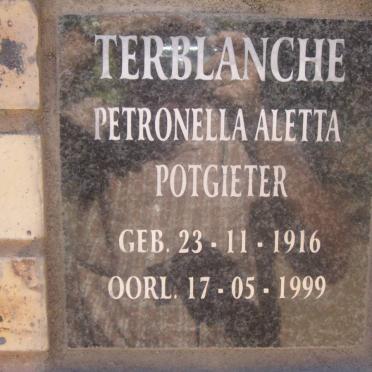 TERBLANCHE
PETRONELLA ALETTA
POTGIETER
GEB. 23 - 11 - 1916
OORL. 17 - 05 - 1999